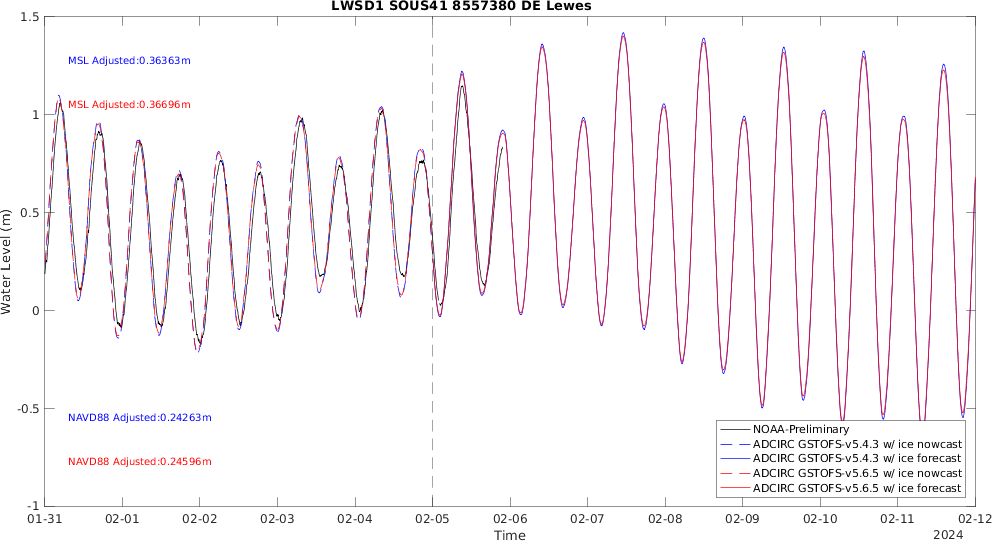 LWSD1 SOUS41 8557380 DE Lewes
1.5
MSL Adjusted:0.36363m
MSL Adjusted:0.36696m
1
0.5
Water Level (m)
0
-0.5
NAVD88 Adjusted:0.24263m
NAVD88 Adjusted:0.24596m
NOAA-Preliminary
ADCIRC GSTOFS-v5.4.3 w/ ice nowcast
ADCIRC GSTOFS-v5.4.3 w/ ice forecast
ADCIRC GSTOFS-v5.6.5 w/ ice nowcast
ADCIRC GSTOFS-v5.6.5 w/ ice forecast
-1
01-31 02-01 02-02 02-03 02-04 02-05 02-06 02-07 02-08 02-09 02-10 02-11 02-12
Time
2024